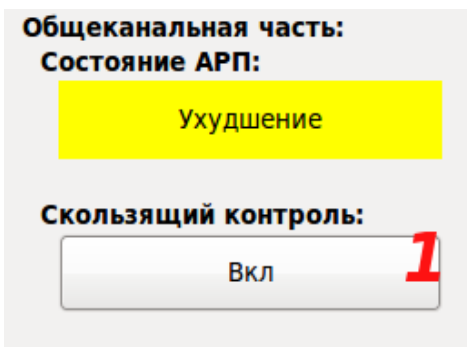 Общеканальная часть:
Состояние АРП:
Ухудшение
Скользящий контроль:
Вкл
1